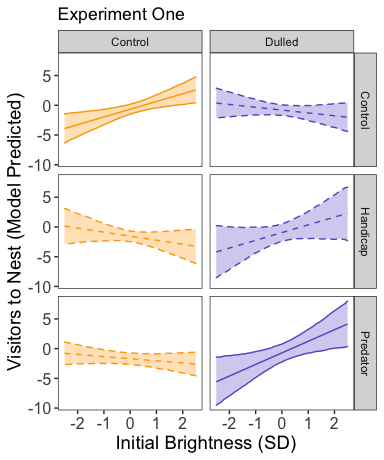 Experiment One
Control Dulled
5
0
-5
-10
Control
5
0
-5
-10
Handicap
5
0
-5
-10
Predator
-2 -1 0 1 2 -2 -1 0 1 2
Initial Brightness (SD)
Visitors to Nest (Model Predicted)